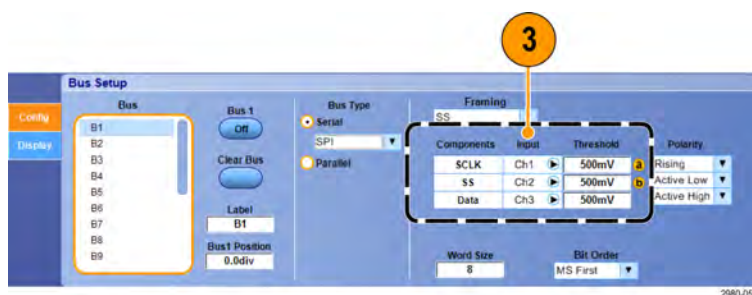 3
Bus Setup
Config
Display
Bus
B1
B2
B3
B4
B5
B6
B7
B8
B9
Bus 1
Off
Clear Bus
Label
B1
Bus1 Position
0.0div
Bus Type
Serial
SPI
Parallel
Framing
SS
Components Input Threshold Polarity
SCLK Ch1 500mV a Rising
SS Ch2 500mV b Active Low
Data Ch3 500mV Active High
Word Size
8
Bit Order
MS First